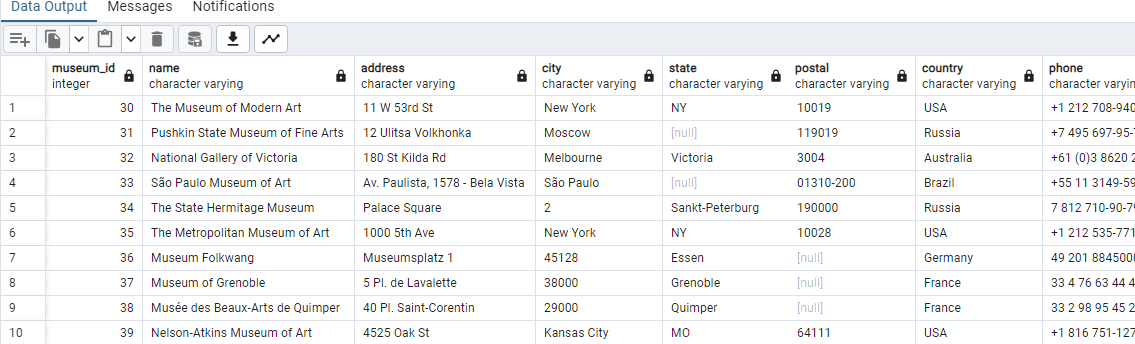 Data Output Messages Notifications
museum_id name address city state postal country phone
integer character varying character varying character varying character varying character varying character varying character varyin
1 30 The Museum of Modern Art 11 W 53rd St New York NY 10019 USA +1 212 708-940
2 31 Pushkin State Museum of Fine Arts 12 Ulitsa Volkhonka Moscow [null] 119019 Russia +7 495 697-95-
3 32 National Gallery of Victoria 180 St Kilda Rd Melbourne Victoria 3004 Australia +61 (0)3 8620 2
4 33 São Paulo Museum of Art Av. Paulista, 1578 - Bela Vista São Paulo [null] 01310-200 Brazil +55 11 3149-59
5 34 The State Hermitage Museum Palace Square 2 Sankt-Peterburg 190000 Russia 7 812 710-90-7
6 35 The Metropolitan Museum of Art 1000 5th Ave New York NY 10028 USA +1 212 535-771
7 36 Museum Folkwang Museumsplatz 1 45128 Essen [null] Germany 49 201 884500
8 37 Museum of Grenoble 5 Pl. de Lavalette 38000 Grenoble [null] France 33 4 76 63 44 4
9 38 Musée des Beaux-Arts de Quimper 40 Pl. Saint-Corentin 29000 Quimper [null] France 33 2 98 95 45 2
10 39 Nelson-Atkins Museum of Art 4525 Oak St Kansas City MO 64111 USA +1 816 751-127